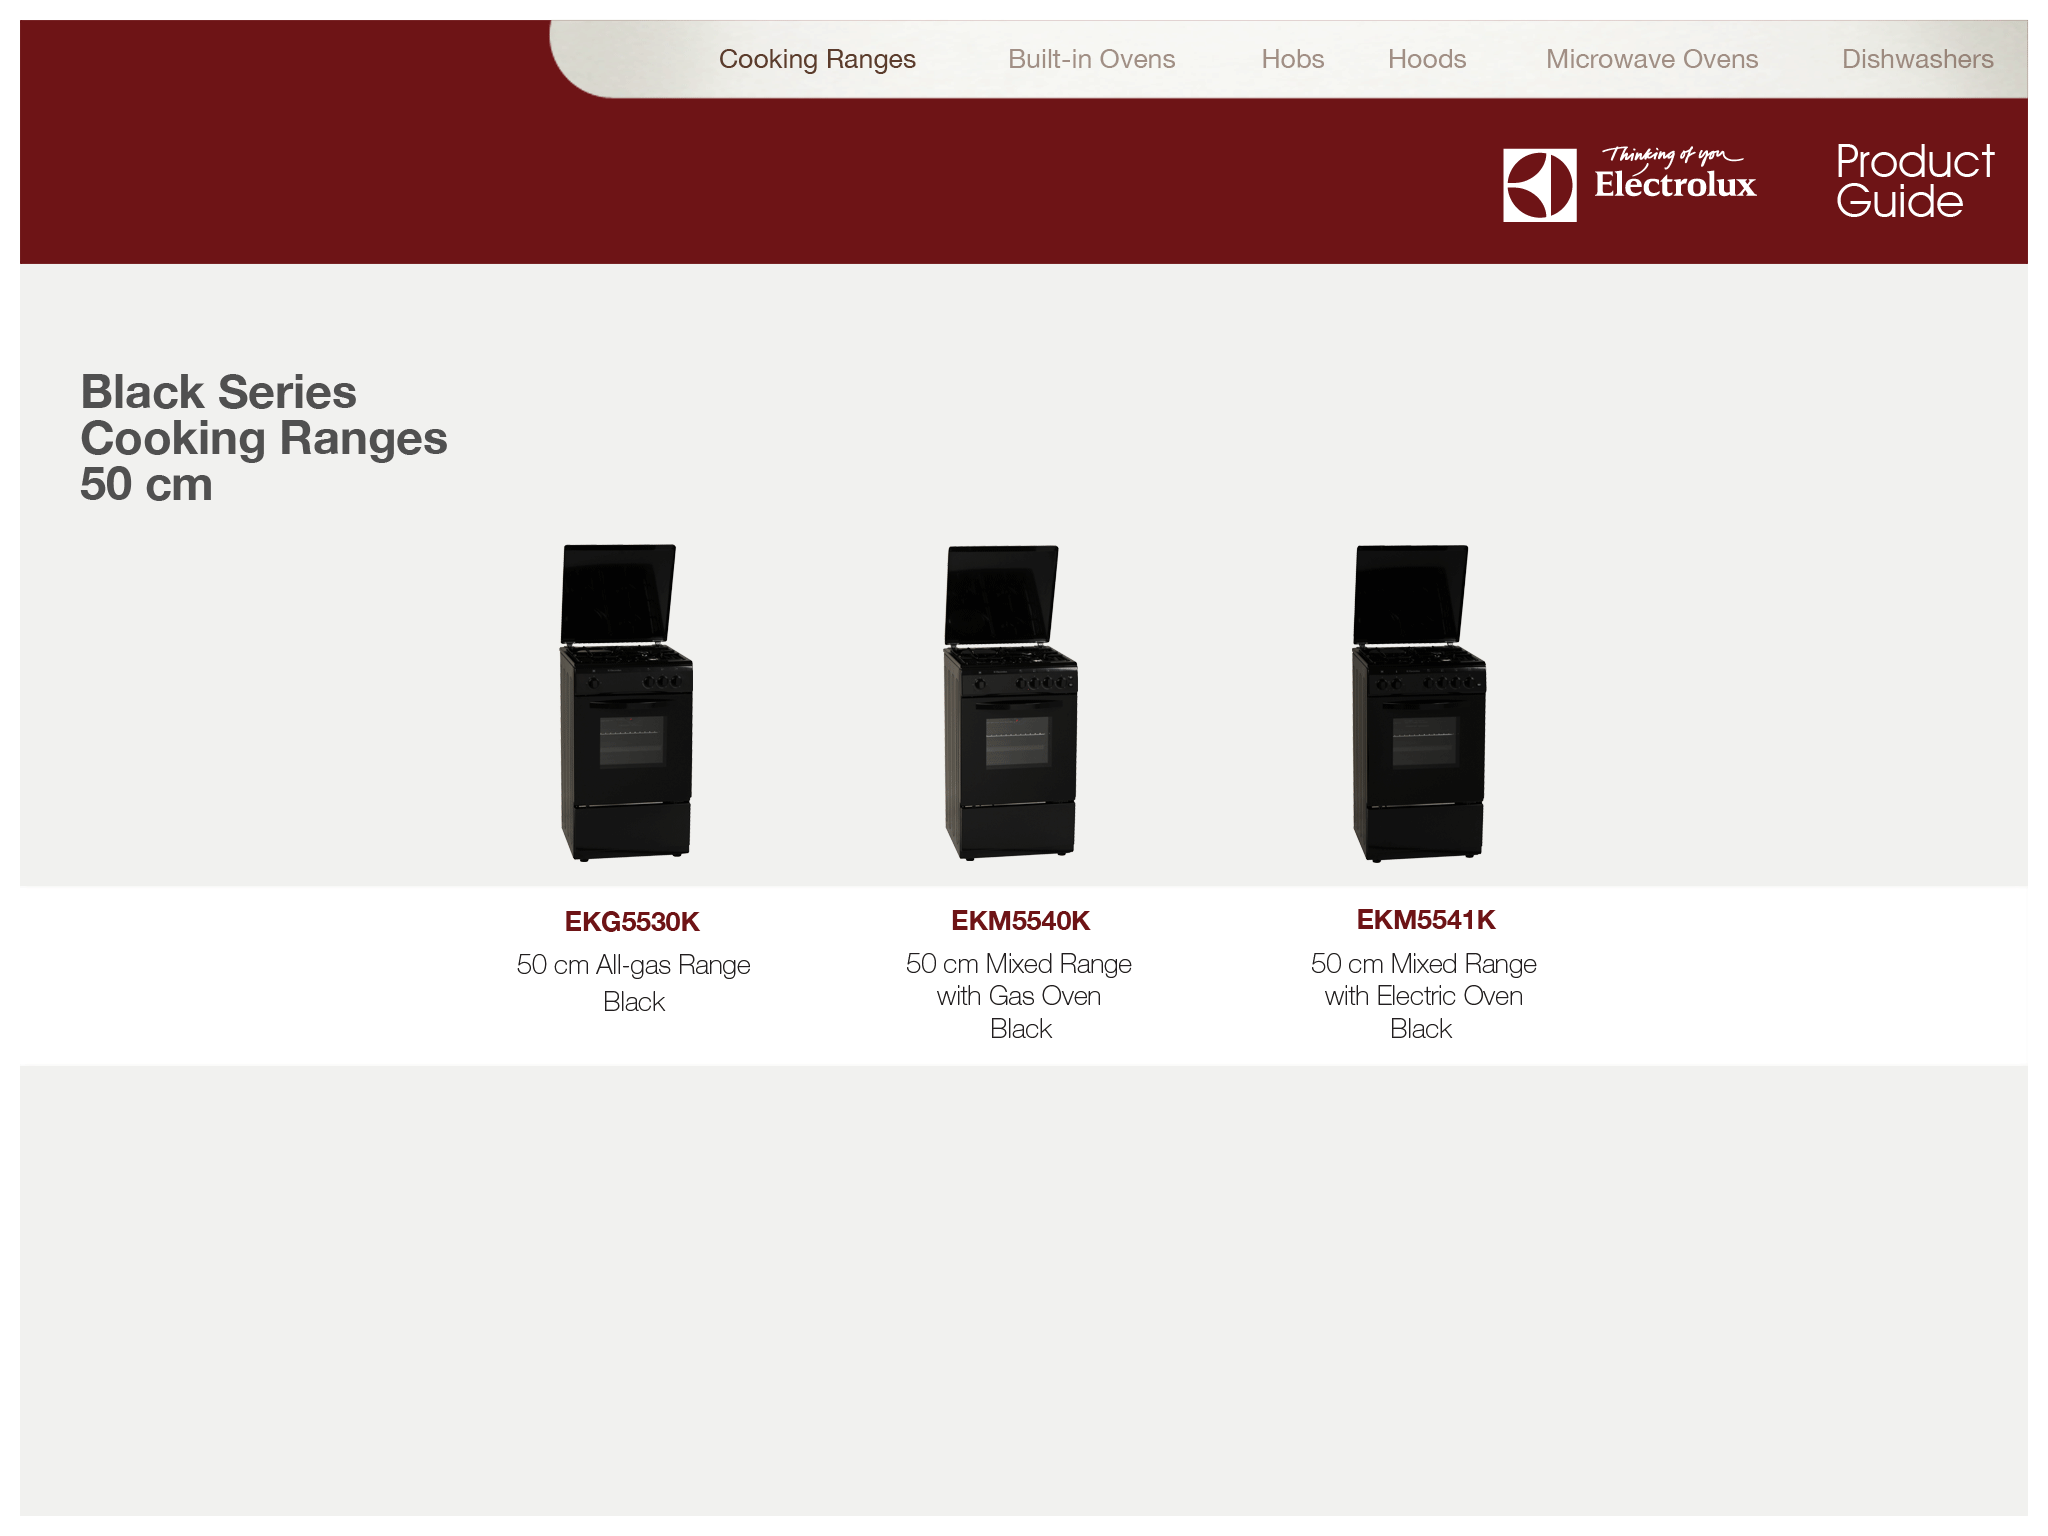 Cooking Ranges Built-in Ovens Hobs Hoods Microwave Ovens Dishwashers
Thinking of you
Electrolux
Product
Guide
Black Series
Cooking Ranges
50 cm
EKG5530K
50 cm All-gas Range
Black
EKM5540K
50 cm Mixed Range
with Gas Oven
Black
EKM5541K
50 cm Mixed Range
with Electric Oven
Black